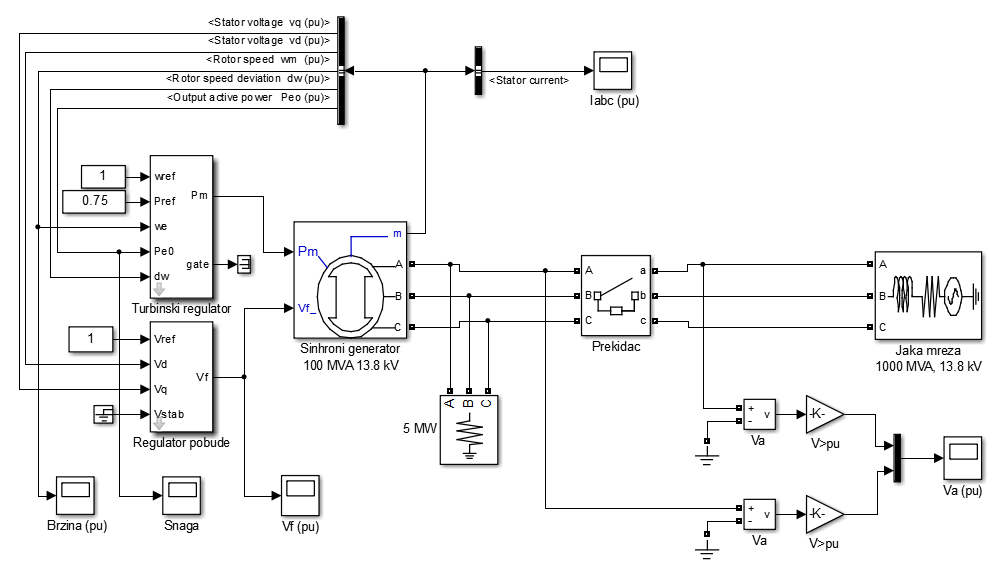 <Stator voltage vq (pu)>
<Stator voltage vd (pu)>
<Rotor speed wm (pu)>
<Rotor speed deviation dw (pu)>
<Output active power Peo (pu)>
<Stator current>
Iabc (pu)
1
0.75
wref
Pref
we
Pe0
dw
Pm
gate
Turbinski regulator
1
Vref
Vd
Vq
Vstab
Vf
Regulator pobude
Pm
Vf_
m
A
B
C
Sinhroni generator
100 MVA 13.8 kV
A
B
C
a
b
c
Prekidac
A
B
C
Jaka mreza
1000 MVA, 13.8 kV
A
B
C
5 MW
+
-
v
Va
-K-
V>pu
Va (pu)
+
-
v
Va
-K-
V>pu
Brzina (pu)
Snaga
Vf (pu)